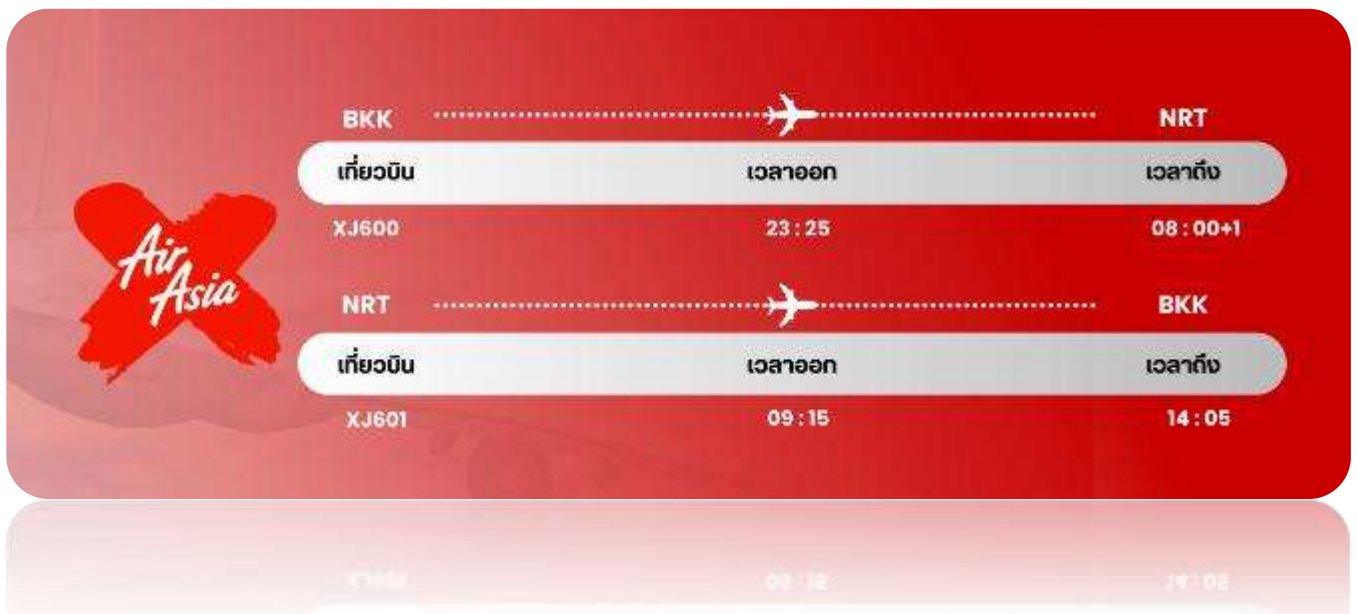 BKK NRT
เที่ยวบิน เวลาออก เวลาถึง
XJ600 23:25 08:00+1
Air
Asia
NRT BKK
เที่ยวบิน เวลาออก เวลาถึง
XJ601 09:15 14:05